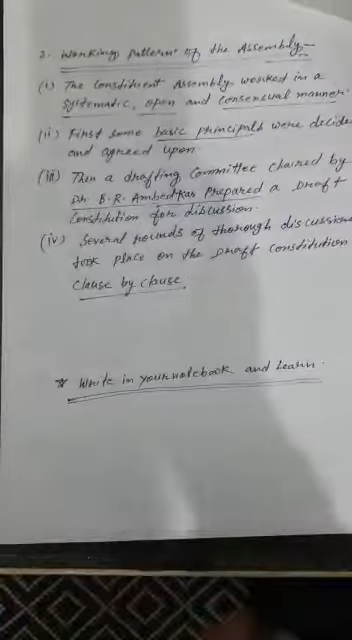 2- Working Pattern of the Assembly:-
(i) The Constituent Assembly worked in a
systematic, open and consensual manner.
(ii) First some basic principals were decide
and agreed upon.
(iii) Then a drafting Committee chaired by
Dr. B.R. Ambedkar Prepared a Draft
Constitution for discussion.
(iv) Several rounds of thorough discussions
took place on the Draft Constitution
Clause by clause.
* Write in your notebook and Learn.